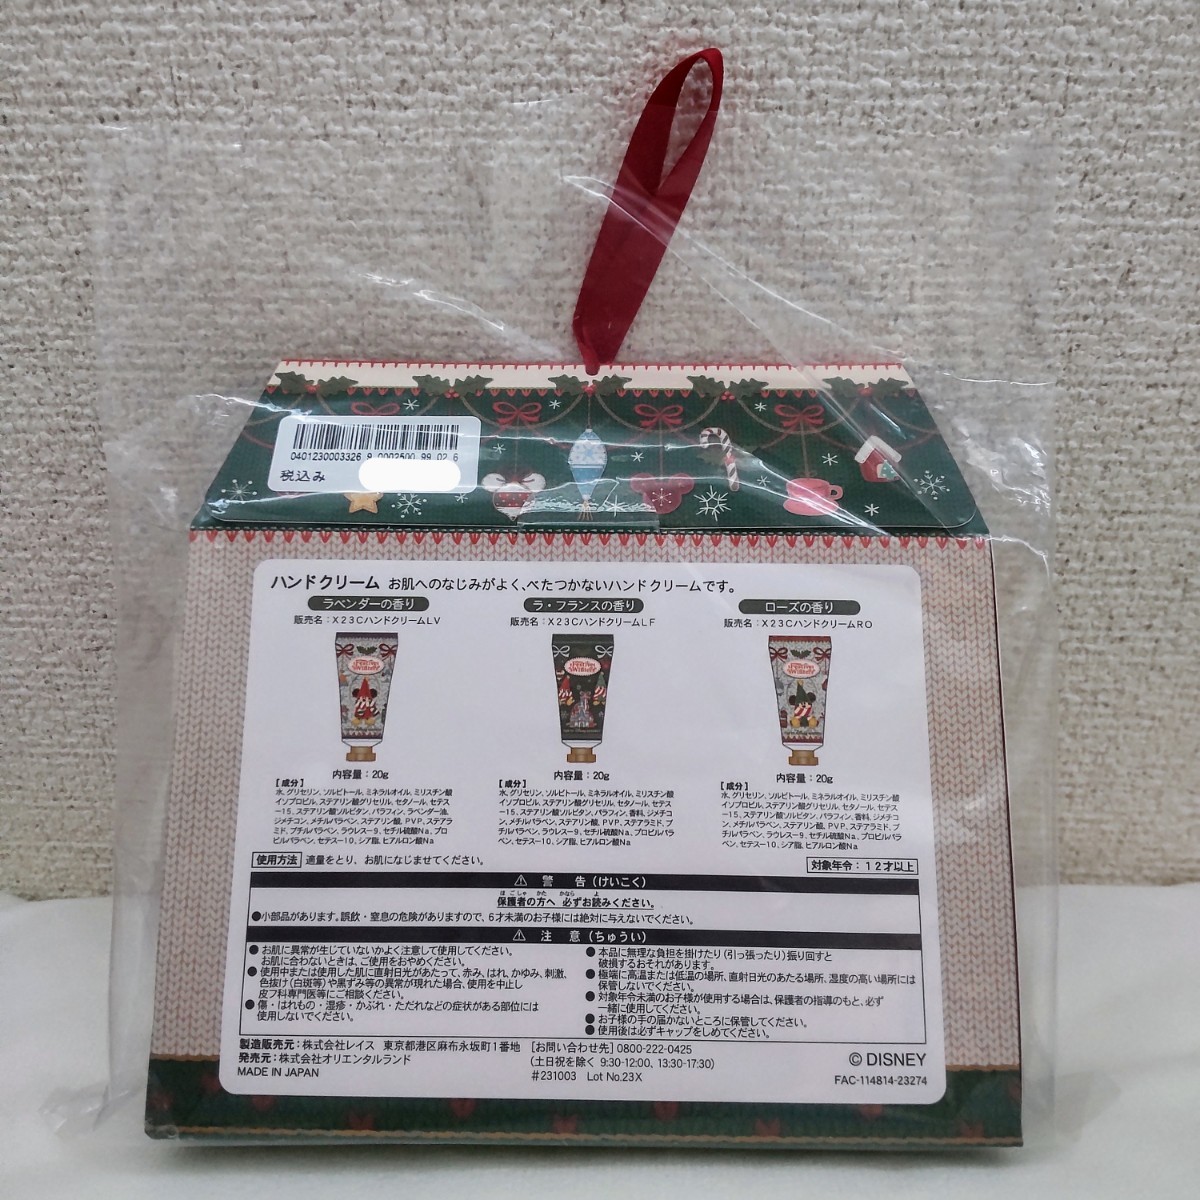 0401230003326
税込み
ハンドクリーム お肌へのなじみがよく、べたつかないハンドクリームです。
ラベンダーの香り
販売名：X23CハンドクリームLV
内容量：20g
【成分】
水、グリセリン、ソルビトール、ミネラルオイル、ミリスチン酸
イソプロピル、ステアリン酸グリセリル、セタノール、セテス
－15、ステアリン酸ソルビタン、パラフィン、ラベンダー油、
ジメチコン、メチルパラベン、ステアリン酸、PVP、ステアラ
ミド、ブチルパラベン、ラウレス－9、セチル硫酸Na、プロ
ピルパラベン、セテス－10、シア脂、ヒアルロン酸Na
ラ・フランスの香り
販売名：X23CハンドクリームLF
内容量：20g
【成分】
水、グリセリン、ソルビトール、ミネラルオイル、ミリスチン酸
イソプロピル、ステアリン酸グリセリル、セタノール、セテス
－15、ステアリン酸ソルビタン、パラフィン、香料、ジメチコ
ン、メチルパラベン、ステアリン酸、PVP、ステアラミド、ブ
チルパラベン、ラウレス－9、セチル硫酸Na、プロピルパラ
ベン、セテス－10、シア脂、ヒアルロン酸Na
ローズの香り
販売名：X23CハンドクリームRO
内容量：20g
【成分】
水、グリセリン、ソルビトール、ミネラルオイル、ミリスチン酸
イソプロピル、ステアリン酸グリセリル、セタノール、セテス
－15、ステアリン酸ソルビタン、パラフィン、香料、ジメチコ
ン、メチルパラベン、ステアリン酸、PVP、ステアラミド、ブ
チルパラベン、ラウレス－9、セチル硫酸Na、プロピルパラ
ベン、セテス－10、シア脂、ヒアルロン酸Na
使用方法 適量をとり、お肌になじませてください。
対象年令：12才以上
⚠ 警 告（けいこく）
ほごしゃ かた かなら よ
保護者の方へ 必ずお読みください。
●小部品があります。誤飲・窒息の危険がありますので、6才未満のお子様には絶対に与えないでください。
⚠ 注 意（ちゅうい）
●お肌に異常が生じていないかよく注意して使用してください。
お肌に合わないときは、ご使用をおやめください。
●使用中または使用した肌に直射日光があたって、赤み、はれ、かゆみ、刺激、
色抜け（白斑等）や黒ずみ等の異常が現れた場合、使用を中止し
皮フ科専門医等にご相談ください。
●傷・はれもの・湿疹・かぶれ・ただれなどの症状がある部位には
使用しないでください。
●本品に無理な負担を掛けたり（引っ張ったり）振り回すと
破損するおそれがあります。
●極端に高温または低温の場所、直射日光のあたる場所、湿度の高い場所には
保管しないでください。
●対象年令未満のお子様が使用する場合は、保護者の指導のもと、必ず
一緒に使用してください。
●お子様の手の届かないところに保管してください。
●使用後は必ずキャップをしめてください。
製造販売元：株式会社レイス 東京都港区麻布永坂町1番地
発売元：株式会社オリエンタルランド
MADE IN JAPAN
［お問い合わせ先］0800-222-0425
（土日祝を除く 9:30-12:00、13:30-17:30）
#231003 Lot No.23X
© DISNEY
FAC-114814-23274